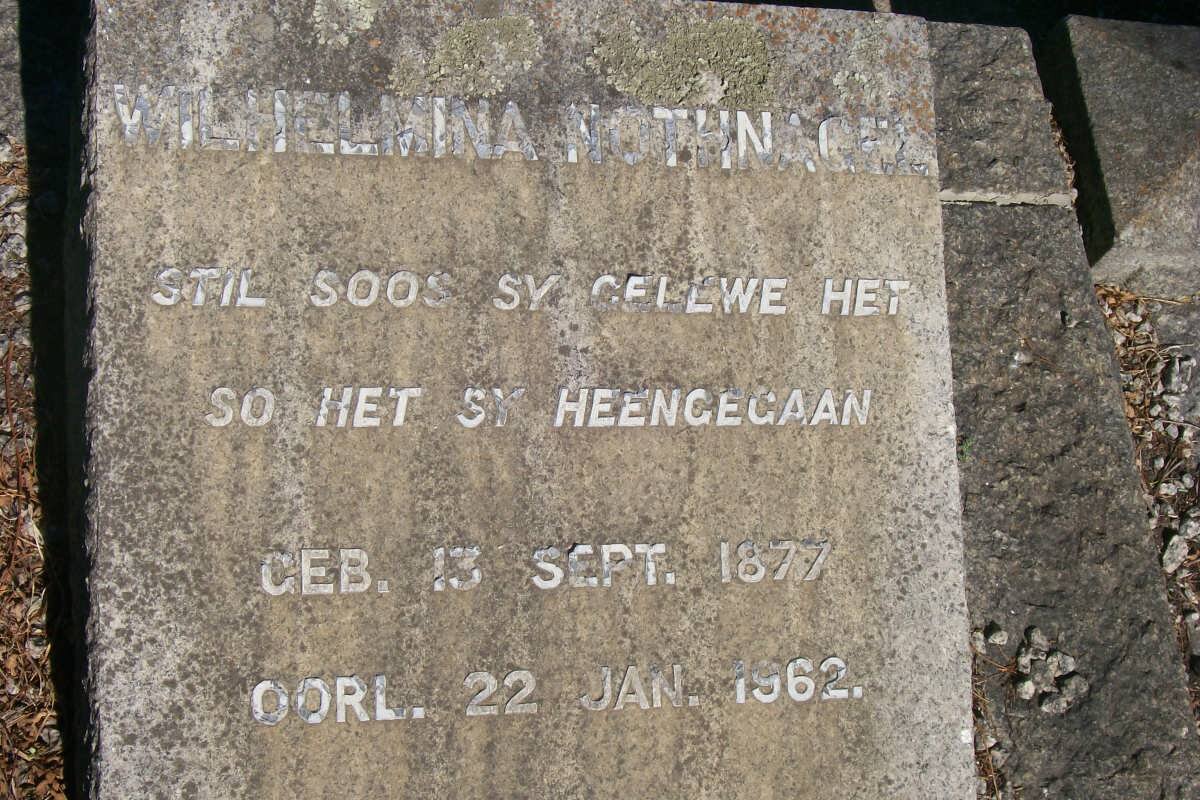 WILHELMINA NOTHNAGEL
STIL SOOS SY GELEWE HET
SO HET SY HEENGEGAAN
GEB. 13 SEPT. 1877
OORL. 22 JAN. 1962.